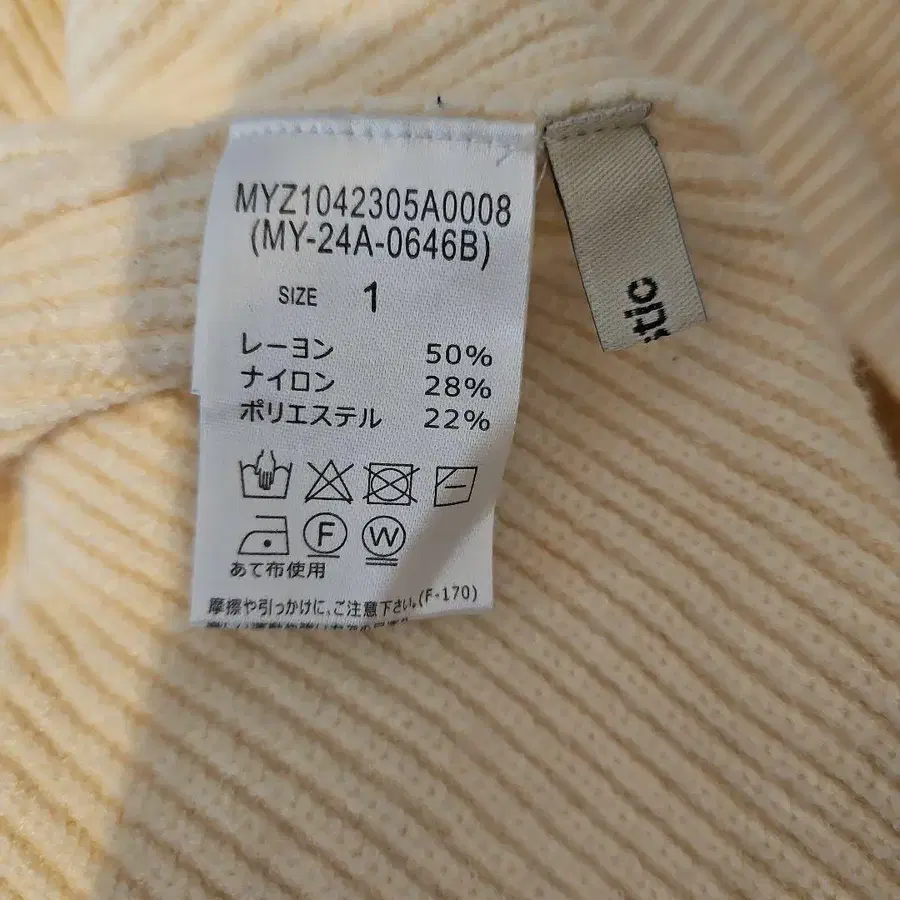 MYZ1042305A0008
(MY-24A-0646B)
SIZE 1
レーヨン 50%
ナイロン 28%
ポリエステル 22%
F W
あて布使用
摩擦や引っかけに、ご注意下さい。(F-170)
stic